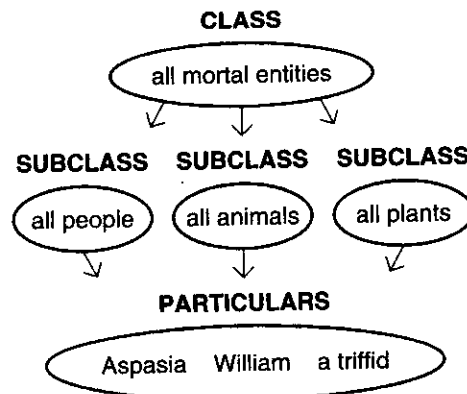 CLASS
all mortal entities
SUBCLASS SUBCLASS SUBCLASS
all people all animals all plants
PARTICULARS
Aspasia William a triffid